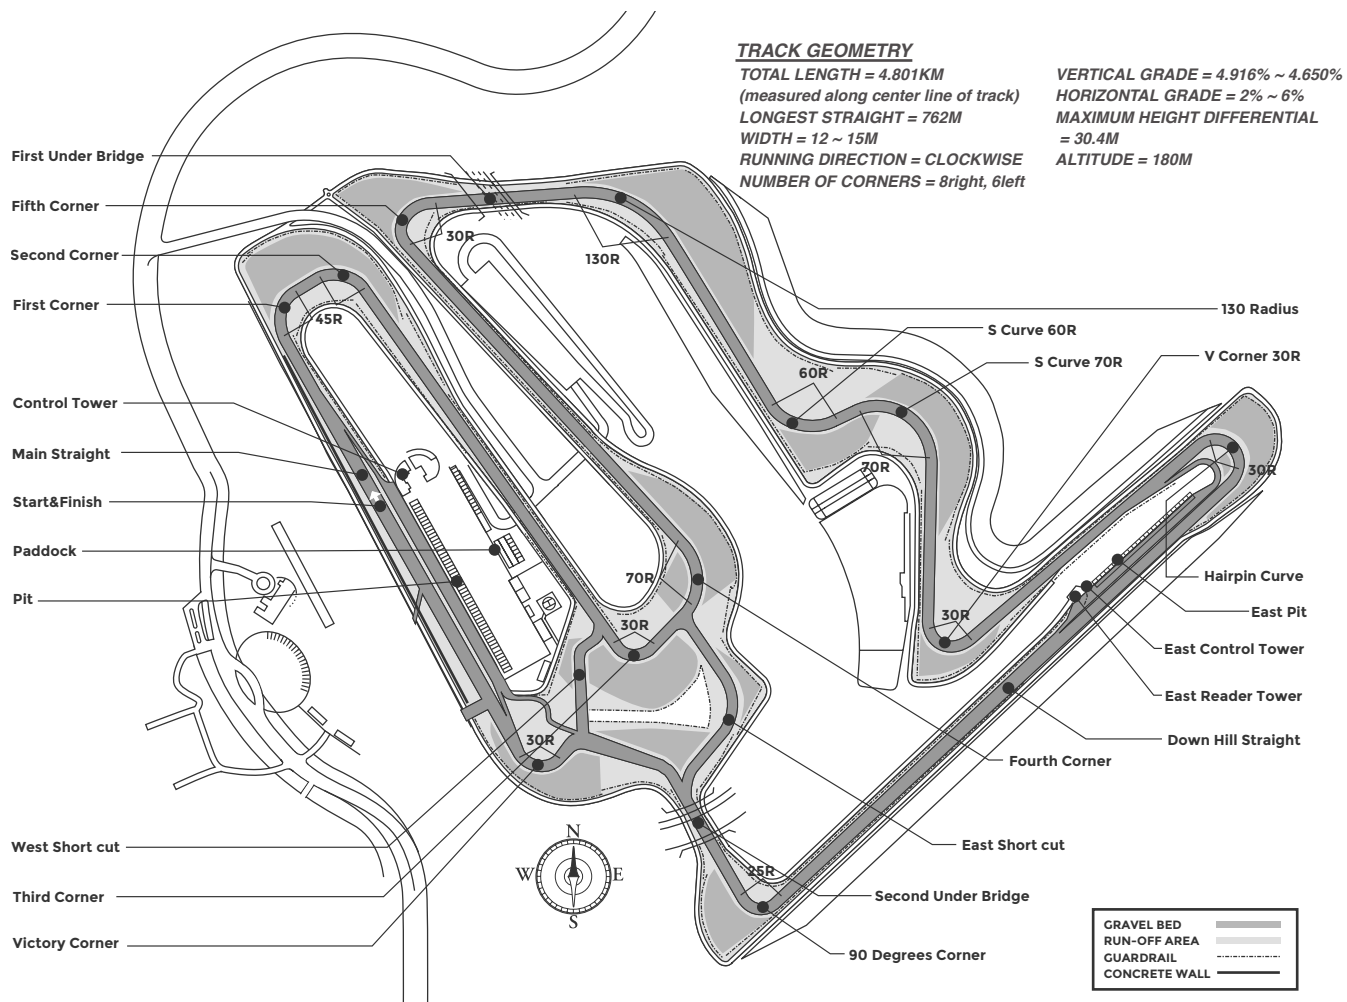 TRACK GEOMETRY
TOTAL LENGTH = 4.801KM
(measured along center line of track)
LONGEST STRAIGHT = 762M
WIDTH = 12 ~ 15M
RUNNING DIRECTION = CLOCKWISE
NUMBER OF CORNERS = 8right, 6left
VERTICAL GRADE = 4.916% ~ 4.650%
HORIZONTAL GRADE = 2% ~ 6%
MAXIMUM HEIGHT DIFFERENTIAL
= 30.4M
ALTITUDE = 180M
First Under Bridge
Fifth Corner
Second Corner
First Corner
Control Tower
Main Straight
Start&Finish
Paddock
Pit
West Short cut
Third Corner
Victory Corner
30R
130R
45R
60R
70R
30R
70R
30R
30R
30R
25R
130 Radius
S Curve 60R
S Curve 70R
V Corner 30R
Hairpin Curve
East Pit
East Control Tower
East Reader Tower
Down Hill Straight
Fourth Corner
East Short cut
Second Under Bridge
90 Degrees Corner
N
W
E
S
GRAVEL BED
RUN-OFF AREA
GUARDRAIL
CONCRETE WALL